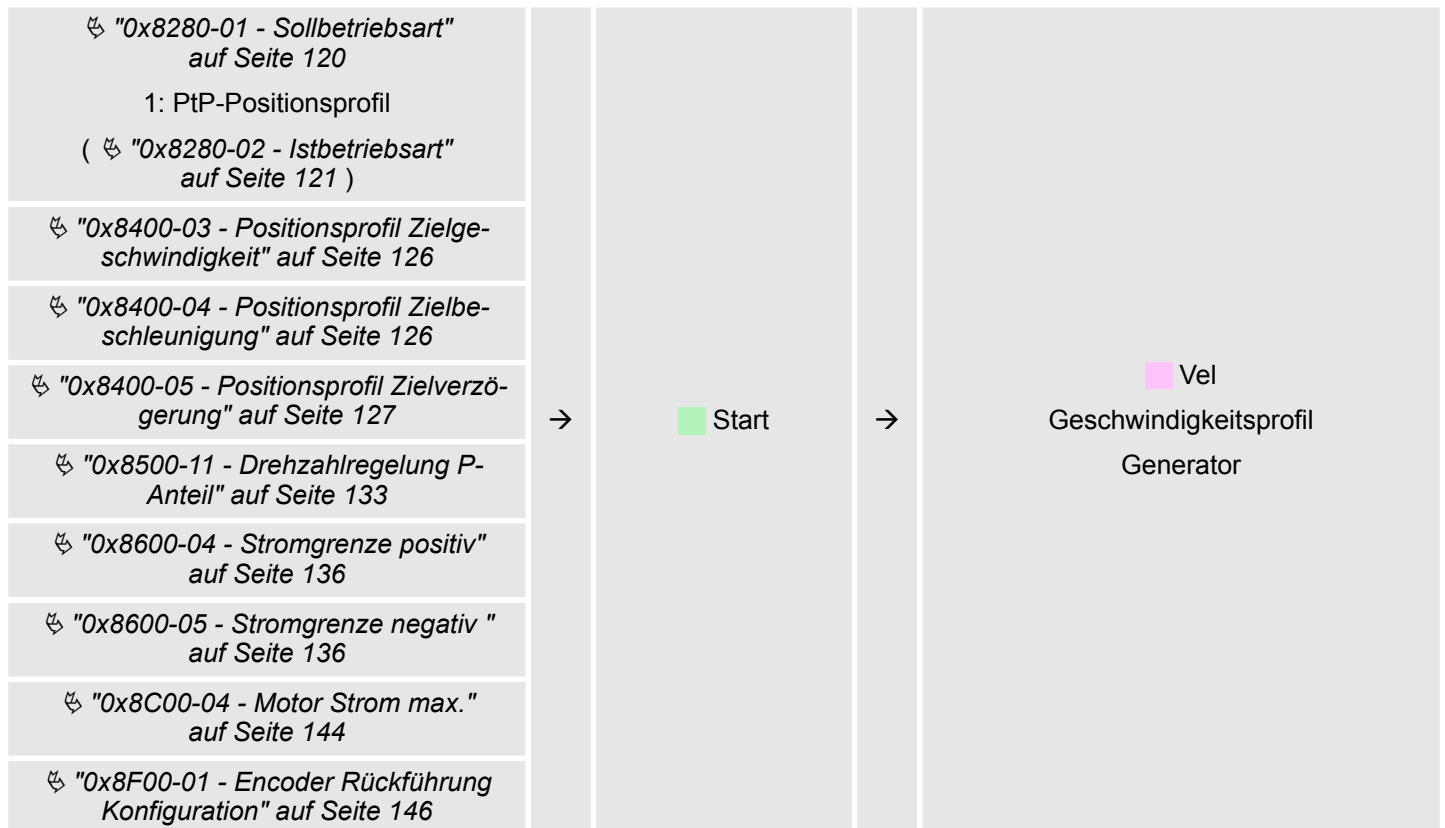 ↳ "0x8280-01 - Sollbetriebsart"
auf Seite 120
1: PtP-Positionsprofil
( ↳ "0x8280-02 - Istbetriebsart"
auf Seite 121 )
↳ "0x8400-03 - Positionsprofil Zielge-
schwindigkeit" auf Seite 126
↳ "0x8400-04 - Positionsprofil Zielbe-
schleunigung" auf Seite 126
↳ "0x8400-05 - Positionsprofil Zielverzö-
gerung" auf Seite 127
↳ "0x8500-11 - Drehzahlregelung P-
Anteil" auf Seite 133
↳ "0x8600-04 - Stromgrenze positiv"
auf Seite 136
↳ "0x8600-05 - Stromgrenze negativ "
auf Seite 136
↳ "0x8C00-04 - Motor Strom max."
auf Seite 144
↳ "0x8F00-01 - Encoder Rückführung
Konfiguration" auf Seite 146
→
Start
→
Vel
Geschwindigkeitsprofil
Generator